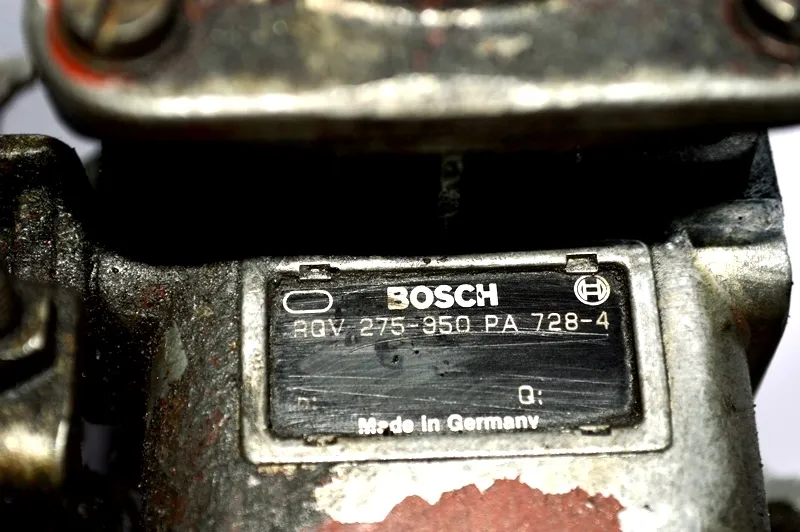 BOSCH
RQV 275-950 PA 728-4
n: Q:
Made in Germany